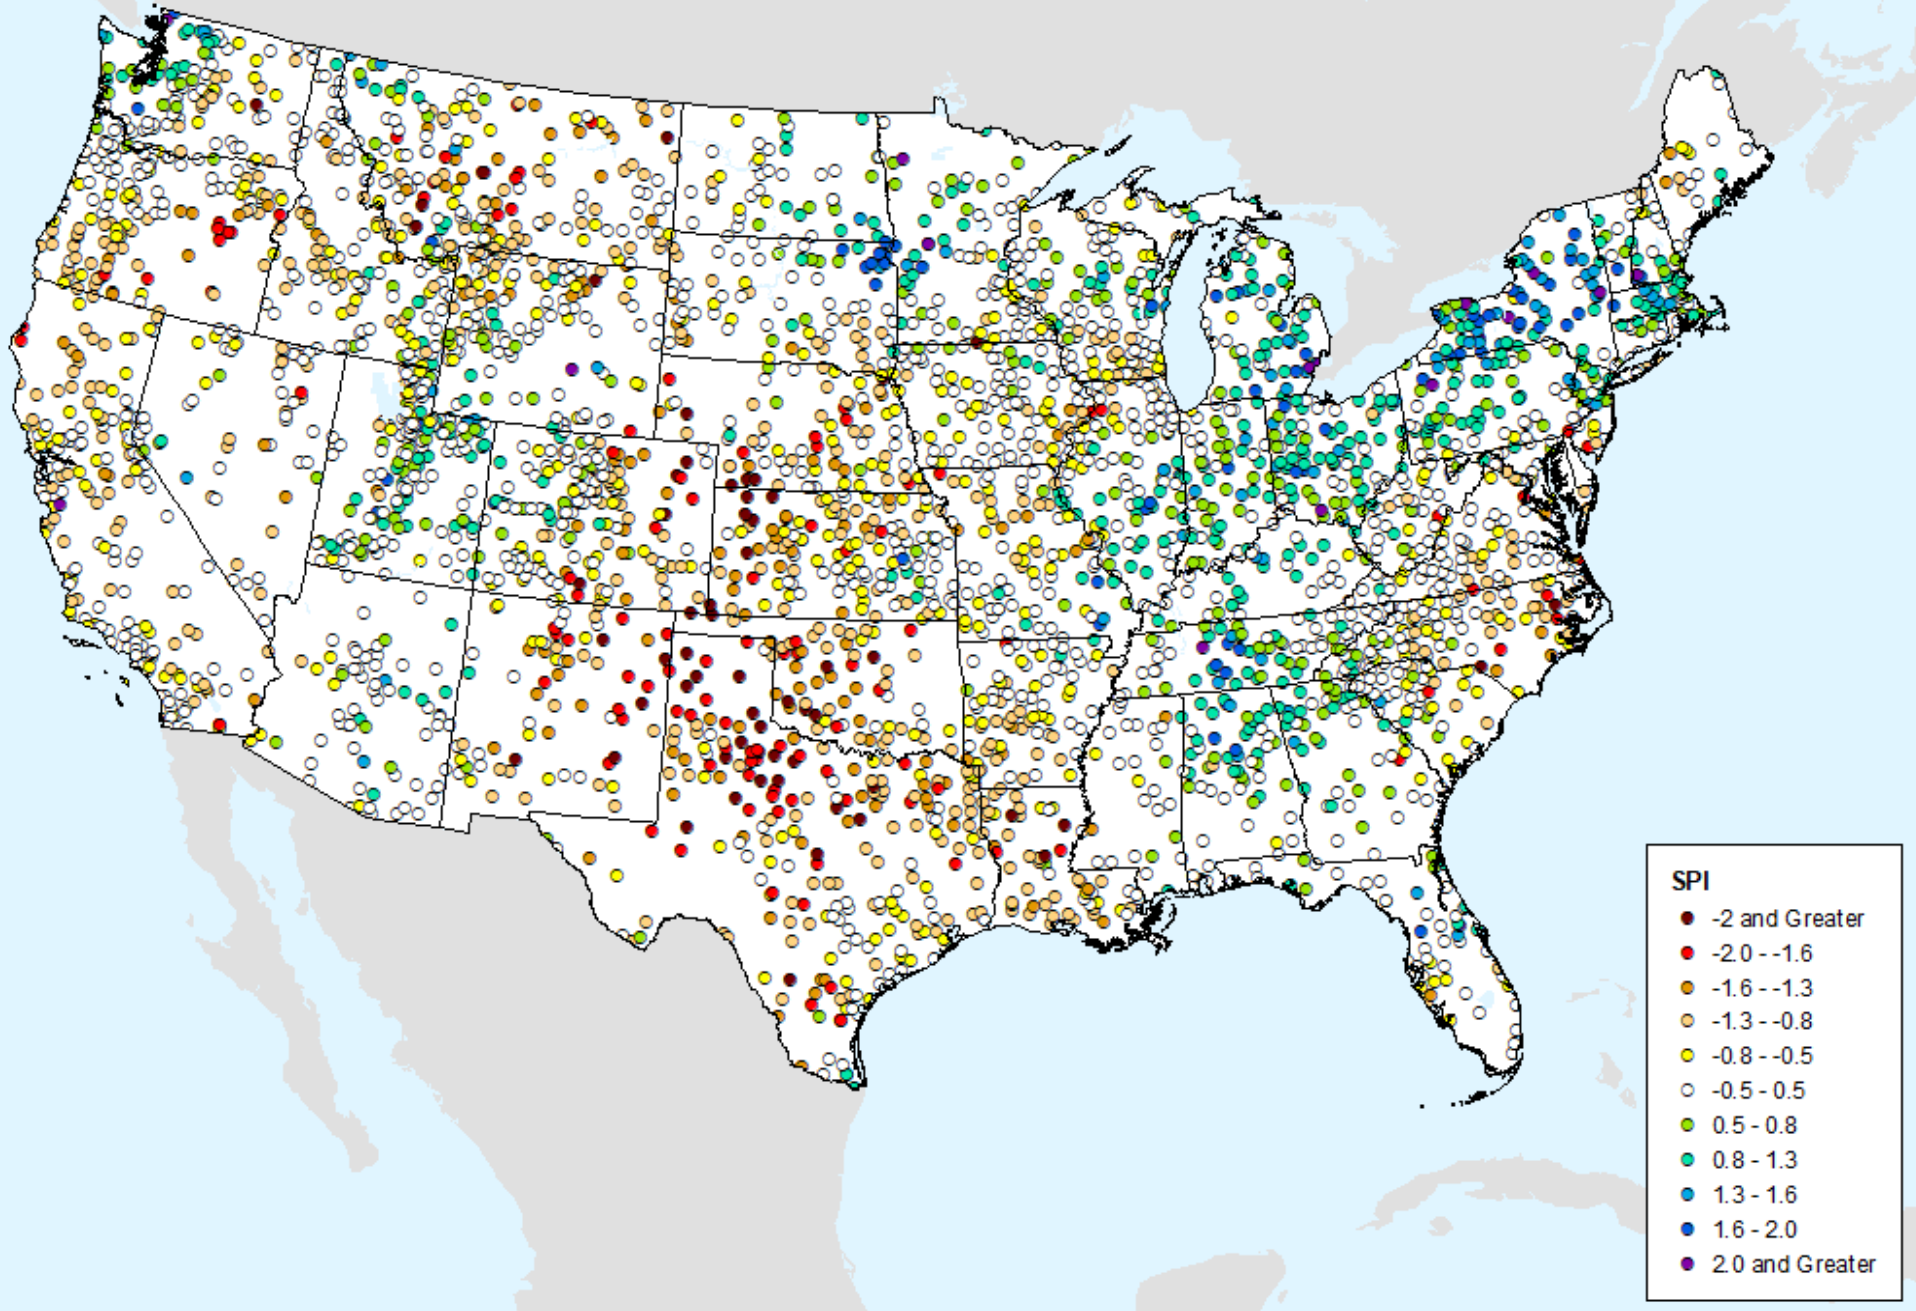 SPI
-2 and Greater
-2.0 - -1.6
-1.6 - -1.3
-1.3 - -0.8
-0.8 - -0.5
-0.5 - 0.5
0.5 - 0.8
0.8 - 1.3
1.3 - 1.6
1.6 - 2.0
2.0 and Greater